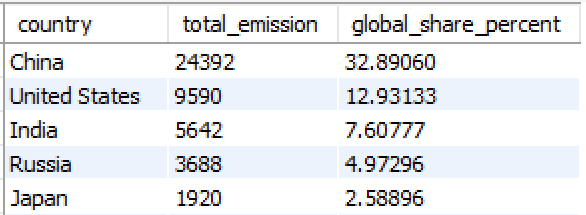 country total_emission global_share_percent
China 24392 32.89060
United States 9590 12.93133
India 5642 7.60777
Russia 3688 4.97296
Japan 1920 2.58896